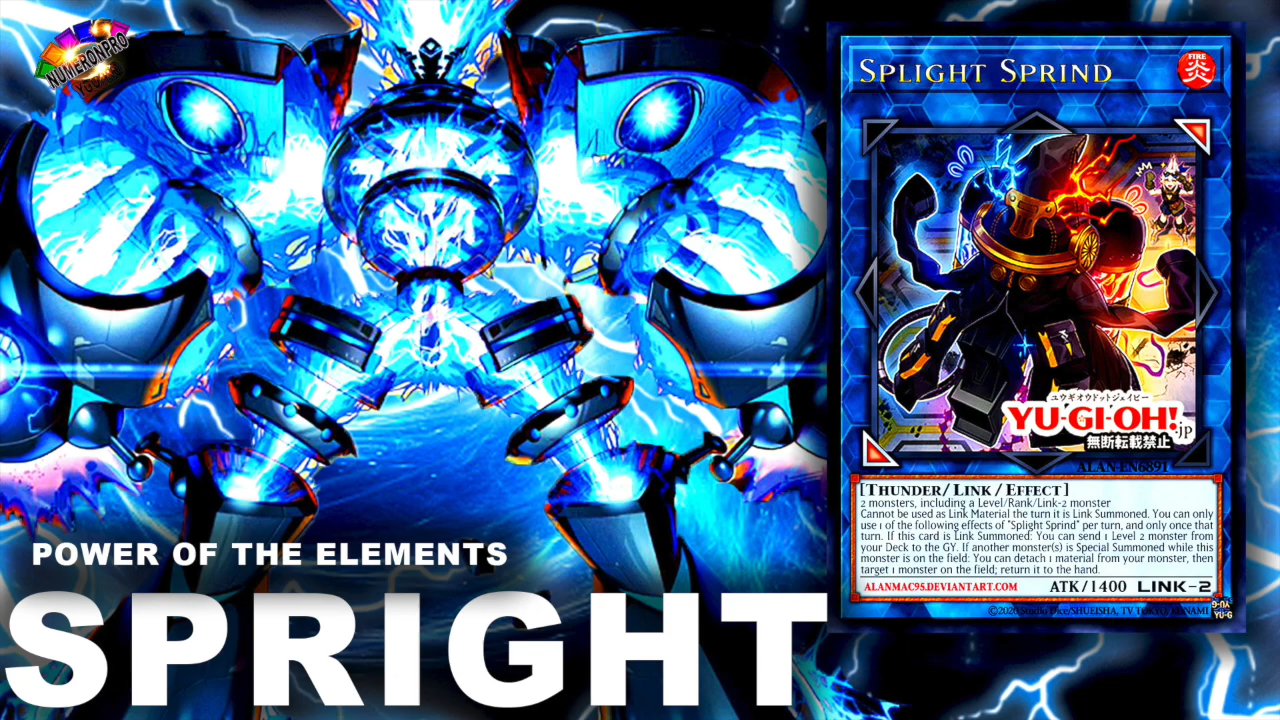 NUMERONPRO
POWER OF THE ELEMENTS
SPRIGHT
SPLIGHT SPRIND
FIRE
炎
ユウギオウドットジェイピー
YU-GI-OH!.jp
無断転載禁止
ALAN-EN6891
[THUNDER/LINK/EFFECT]
2 monsters, including a Level/Rank/Link-2 monster
Cannot be used as Link Material the turn it is Link Summoned. You can only
use 1 of the following effects of "Splight Sprind" per turn, and only once that
turn. If this card is Link Summoned: You can send 1 Level 2 monster from
your Deck to the GY. If another monster(s) is Special Summoned while this
monster is on the field: You can detach 1 material from your monster, then
target 1 monster on the field; return it to the hand.
ALANMAC95.DEVIANTART.COM
ATK/1400 LINK-2
©2020 Studio Dice/SHUEISHA, TV TOKYO, KONAMI